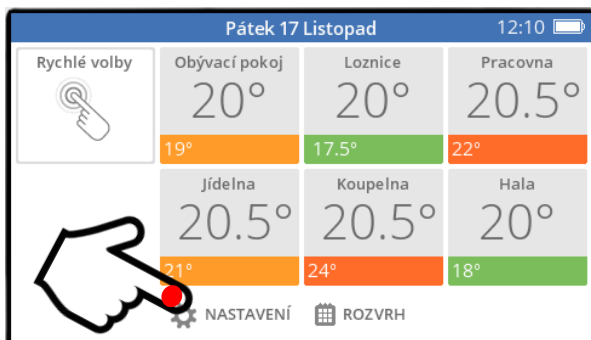 Pátek 17 Listopad 12:10
Rychlé volby
Obývací pokoj
20°
19°
Loznice
20°
17.5°
Pracovna
20.5°
22°
Jídelna
20.5°
21°
Koupelna
20.5°
24°
Hala
20°
18°
NASTAVENÍ ROZVRH